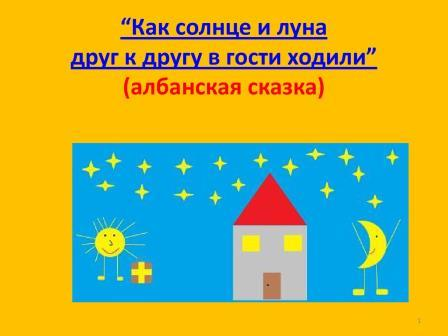 “Как солнце и луна
друг к другу в гости ходили”
(албанская сказка)
1